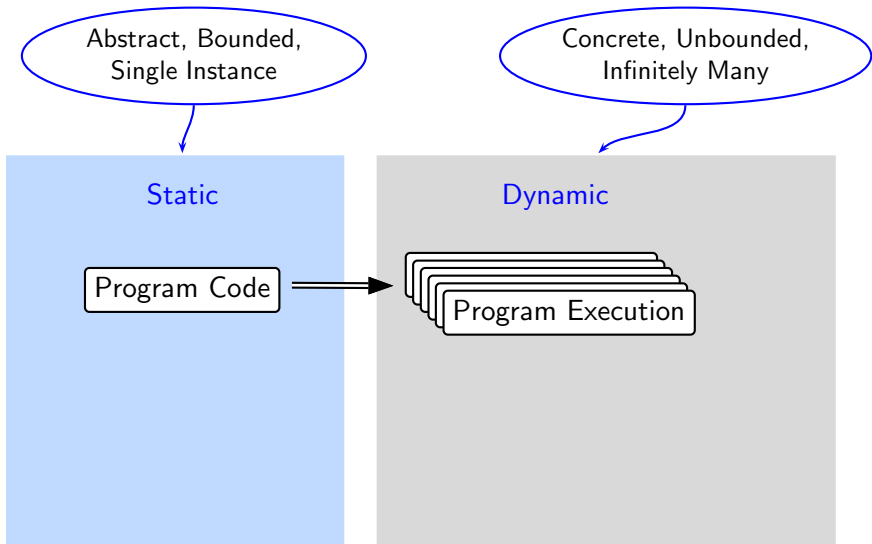 Abstract, Bounded,
Single Instance
Concrete, Unbounded,
Infinitely Many
Static
Dynamic
Program Code
Program Execution